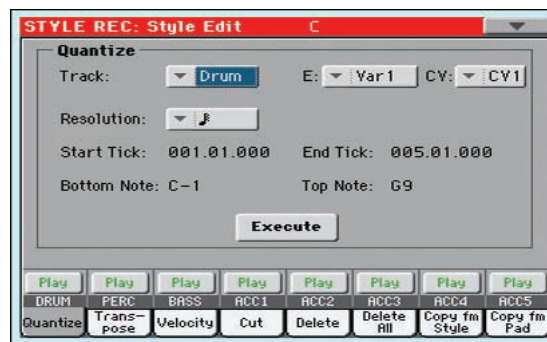 STYLE REC: Style Edit C
Quantize
Track: Drum E: Var1 CV: CV1
Resolution:
Start Tick: 001.01.000 End Tick: 005.01.000
Bottom Note: C-1 Top Note: G9
Execute
Play Play Play Play Play Play Play Play
DRUM PERC BASS ACC1 ACC2 ACC3 ACC4 ACC5
Quantize Trans-pose Velocity Cut Delete Delete All Copy fm Style Copy fm Pad